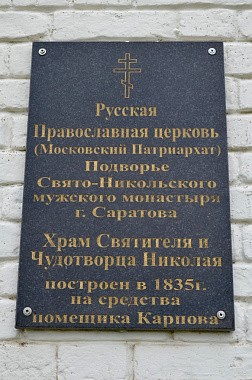 Русская
Православная церковь
(Московский Патриархат)
Подворье
Свято-Никольского
мужского монастыря
г. Саратова
Храм Святителя и
Чудотворца Николая
построен в 1835г.
на средства
помещика Карпова